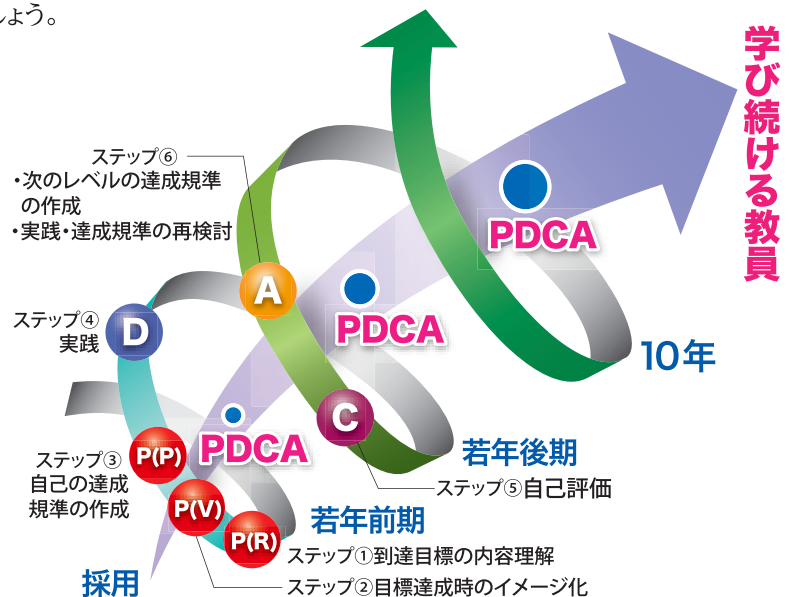 しょう。
学び続ける教員
ステップ⑥
・次のレベルの達成規準
の作成
・実践・達成規準の再検討
PDCA
A
ステップ④
実践
D
PDCA
10年
C
PDCA
若年後期
ステップ⑤自己評価
ステップ③
自己の達成
規準の作成
P(P)
P(V)
P(R)
若年前期
ステップ①到達目標の内容理解
ステップ②目標達成時のイメージ化
採用